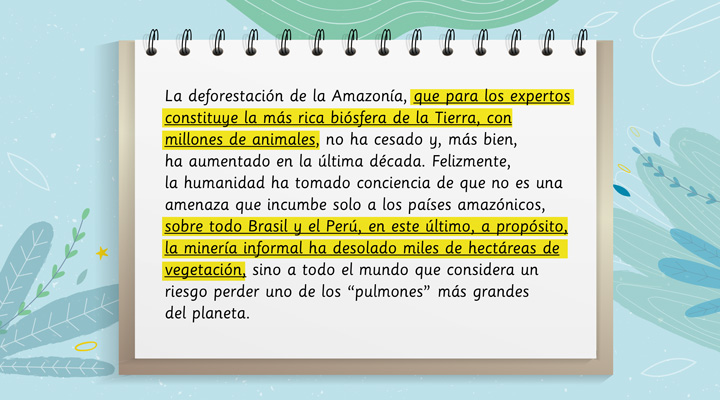 La deforestación de la Amazonía, que para los expertos
constituye la más rica biósfera de la Tierra, con
millones de animales, no ha cesado y, más bien,
ha aumentado en la última década. Felizmente,
la humanidad ha tomado conciencia de que no es una
amenaza que incumbe solo a los países amazónicos,
sobre todo Brasil y el Perú, en este último, a propósito,
la minería informal ha desolado miles de hectáreas de
vegetación, sino a todo el mundo que considera un
riesgo perder uno de los “pulmones” más grandes
del planeta.